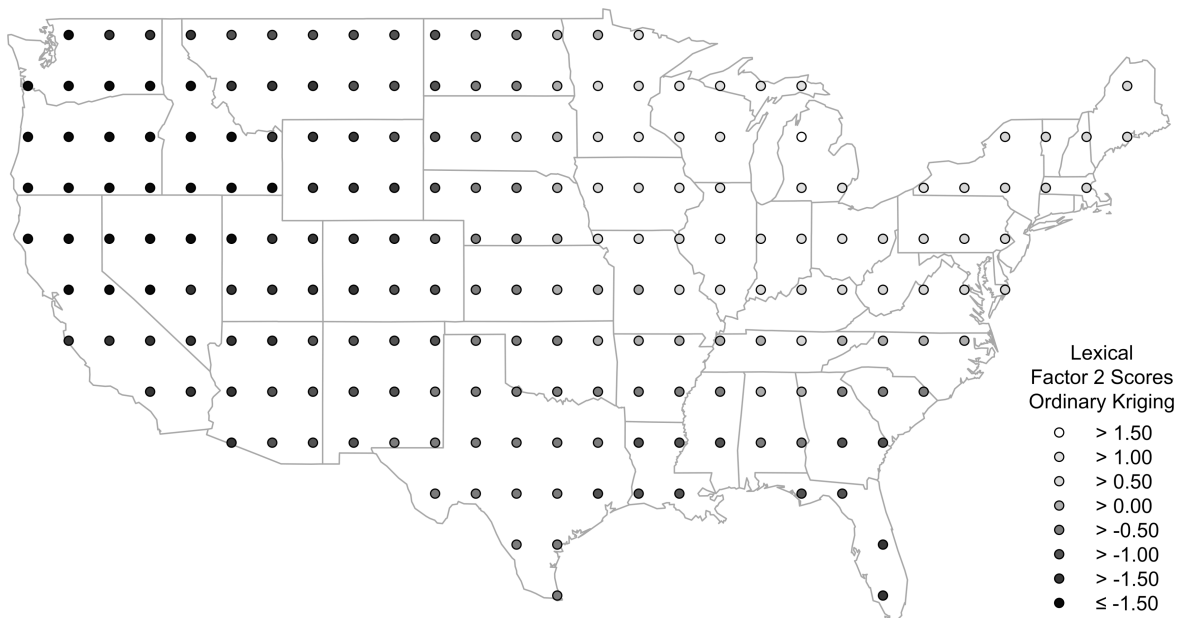 Lexical
Factor 2 Scores
Ordinary Kriging
> 1.50
> 1.00
> 0.50
> 0.00
> -0.50
> -1.00
> -1.50
≤ -1.50